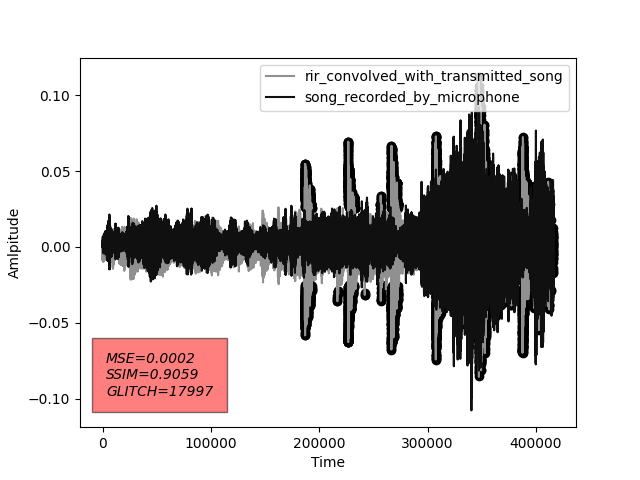 rir_convolved_with_transmitted_song
song_recorded_by_microphone
0.10
0.05
0.00
−0.05
−0.10
Amlpitude
MSE=0.0002
SSIM=0.9059
GLITCH=17997
0 100000 200000 300000 400000
Time